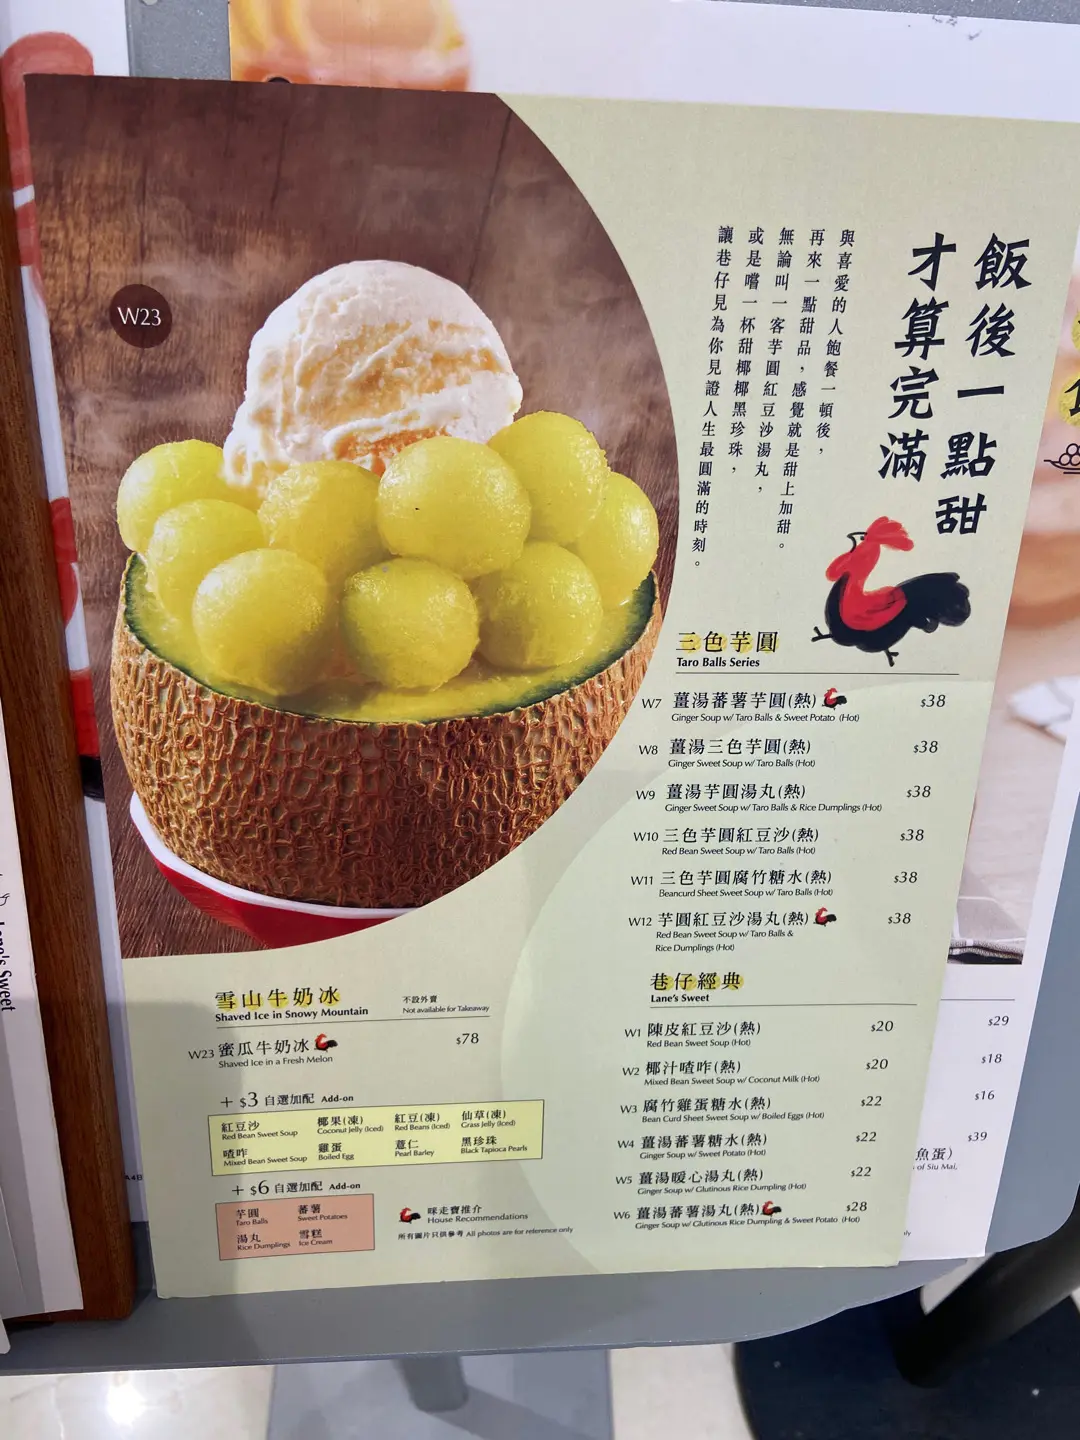 飯後一點甜
才算完滿
與喜愛的人飽餐一頓後，
再來一點甜品，感覺就是甜上加甜。
無論叫一客芋圓紅豆沙湯丸，
或是嚐一杯甜椰椰黑珍珠，
讓巷仔見為你見證人生最圓滿的時刻。
W23
三色芋圓
Taro Balls Series
W7 薑湯蕃薯芋圓(熱) $38
Ginger Soup w/ Taro Balls & Sweet Potato (Hot)
W8 薑湯三色芋圓(熱) $38
Ginger Sweet Soup w/ Taro Balls (Hot)
W9 薑湯芋圓湯丸(熱) $38
Ginger Sweet Soup w/ Taro Balls & Rice Dumplings (Hot)
W10 三色芋圓紅豆沙(熱) $38
Red Bean Sweet Soup w/ Taro Balls (Hot)
W11 三色芋圓腐竹糖水(熱) $38
Beancurd Sheet Sweet Soup w/ Taro Balls (Hot)
W12 芋圓紅豆沙湯丸(熱) $38
Red Bean Sweet Soup w/ Taro Balls &
Rice Dumplings (Hot)
巷仔經典
Lane's Sweet
W1 陳皮紅豆沙(熱) $20
Red Bean Sweet Soup (Hot)
W2 椰汁喳咋(熱) $20
Mixed Bean Sweet Soup w/ Coconut Milk (Hot)
W3 腐竹雞蛋糖水(熱) $22
Bean Curd Sheet Sweet Soup w/ Boiled Eggs (Hot)
W4 薑湯蕃薯糖水(熱) $22
Ginger Soup w/ Sweet Potato (Hot)
W5 薑湯暖心湯丸(熱) $22
Ginger Soup w/ Glutinous Rice Dumpling (Hot)
W6 薑湯蕃薯湯丸(熱) $28
Ginger Soup w/ Glutinous Rice Dumpling & Sweet Potato (Hot)
雪山牛奶冰 不設外賣
Shaved Ice in Snowy Mountain Not available for Takeaway
W23 蜜瓜牛奶冰 $78
Shaved Ice in a Fresh Melon
+ $3 自選加配 Add-on
紅豆沙 椰果(凍) 紅豆(凍) 仙草(凍)
Red Bean Sweet Soup Coconut Jelly (Iced) Red Beans (Iced) Grass Jelly (Iced)
喳咋 雞蛋 薏仁 黑珍珠
Mixed Bean Sweet Soup Boiled Egg Pearl Barley Black Tapioca Pearls
+ $6 自選加配 Add-on
芋圓 蕃薯
Taro Balls Sweet Potatoes
湯丸 雪糕
Rice Dumplings Ice Cream
咪走寶推介
House Recommendations
所有圖片只供參考 All photos are for reference only
Lane's Sweet
$29
$18
$16
$39
魚蛋)
of Siu Mai,